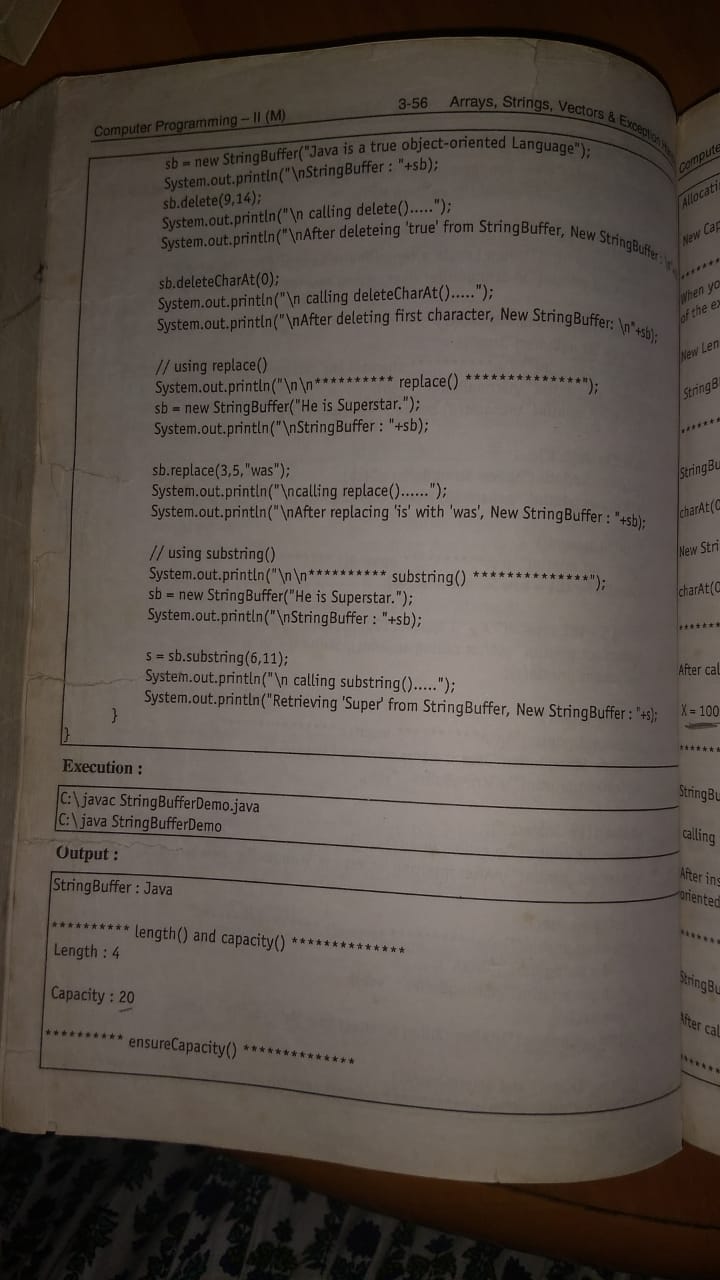 Computer Programming – II (M)
3-56 Arrays, Strings, Vectors & Exception
sb = new StringBuffer("Java is a true object-oriented Language");
System.out.println("\nStringBuffer : "+sb);
sb.delete(9,14);
System.out.println("\n calling delete().....");
System.out.println("\nAfter deleteing 'true' from StringBuffer, New StringBuffer :
sb.deleteCharAt(0);
System.out.println("\n calling deleteCharAt().....");
System.out.println("\nAfter deleting first character, New StringBuffer: \n"+sb);
// using replace()
System.out.println("\n\n********** replace() **************");
sb = new StringBuffer("He is Superstar.");
System.out.println("\nStringBuffer : "+sb);
sb.replace(3,5,"was");
System.out.println("\ncalling replace()......");
System.out.println("\nAfter replacing 'is' with 'was', New StringBuffer : "+sb);
// using substring()
System.out.println("\n\n********** substring() **************");
sb = new StringBuffer("He is Superstar.");
System.out.println("\nStringBuffer : "+sb);
s = sb.substring(6,11);
System.out.println("\n calling substring().....");
System.out.println("Retrieving 'Super' from StringBuffer, New StringBuffer : "+s);
}
}
Execution :
C:\javac StringBufferDemo.java
C:\java StringBufferDemo
Output :
StringBuffer : Java
********** length() and capacity() **************
Length : 4
Capacity : 20
********** ensureCapacity() **************
Compute
Allocati
New Cap
*******
When yo
of the ex
New Len
StringB
*******
StringBu
charAt(0
New Stri
charAt(0
*******
After cal
X = 100
*******
StringBu
calling
After ins
oriented
*******
StringBu
After cal
*******